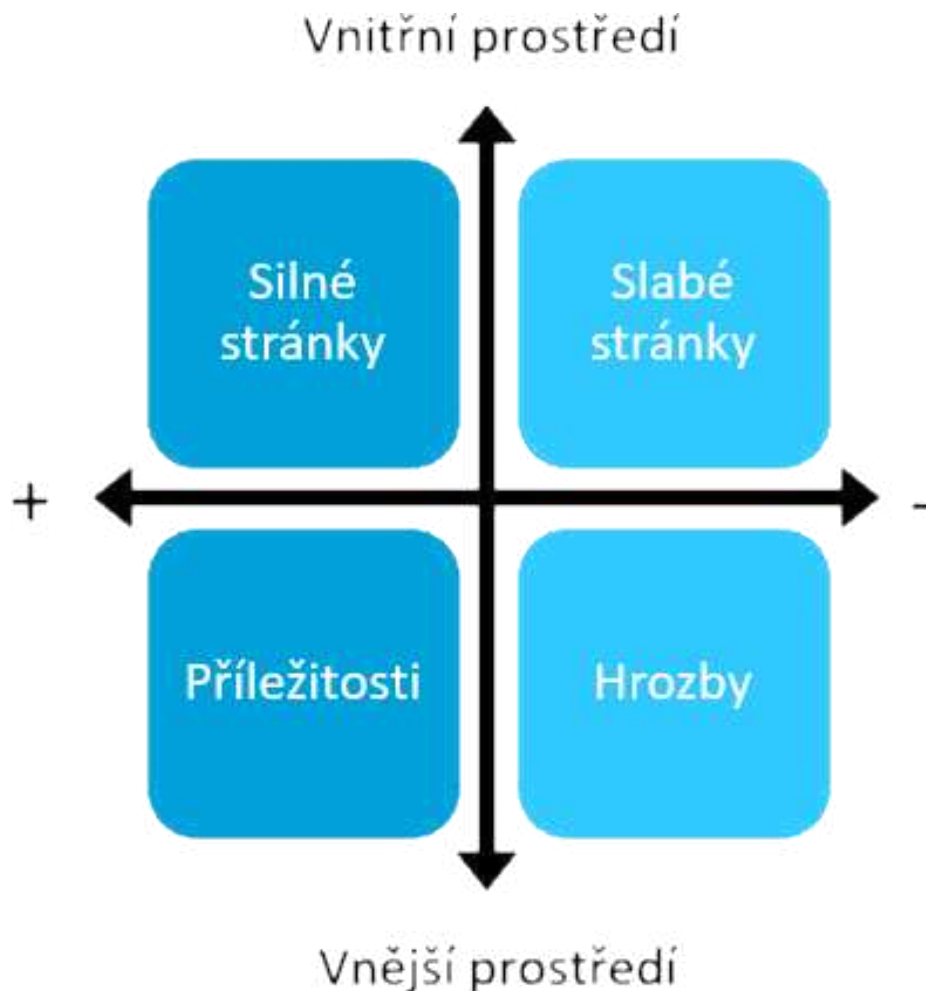 Vnitřní prostředí
Silné
stránky
Slabé
stránky
+
-
Příležitosti
Hrozby
Vnější prostředí